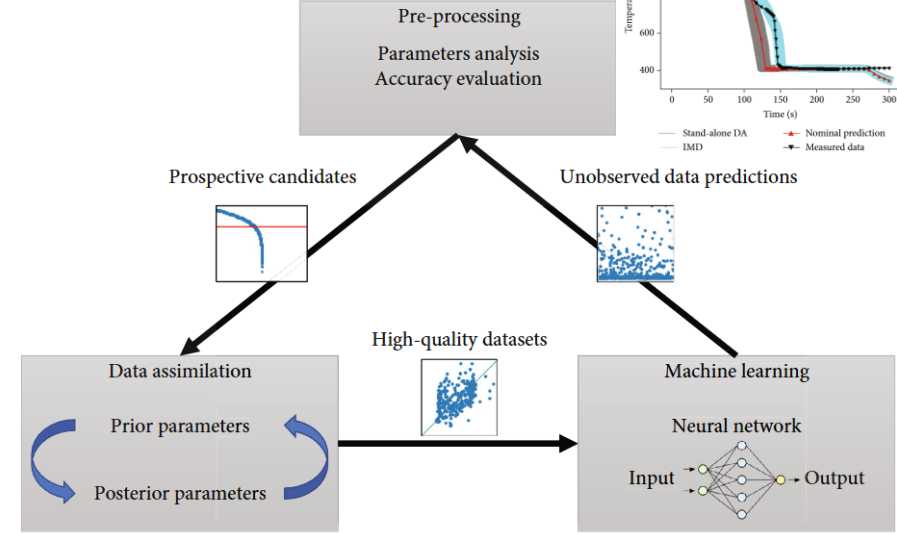 Pre-processing
Parameters analysis
Accuracy evaluation
600
400
0 50 100 150 200 250 300
Time (s)
Stand-alone DA
Nominal prediction
IMD
Measured data
Prospective candidates
Unobserved data predictions
High-quality datasets
Data assimilation
Prior parameters
Posterior parameters
Machine learning
Neural network
Input
Output